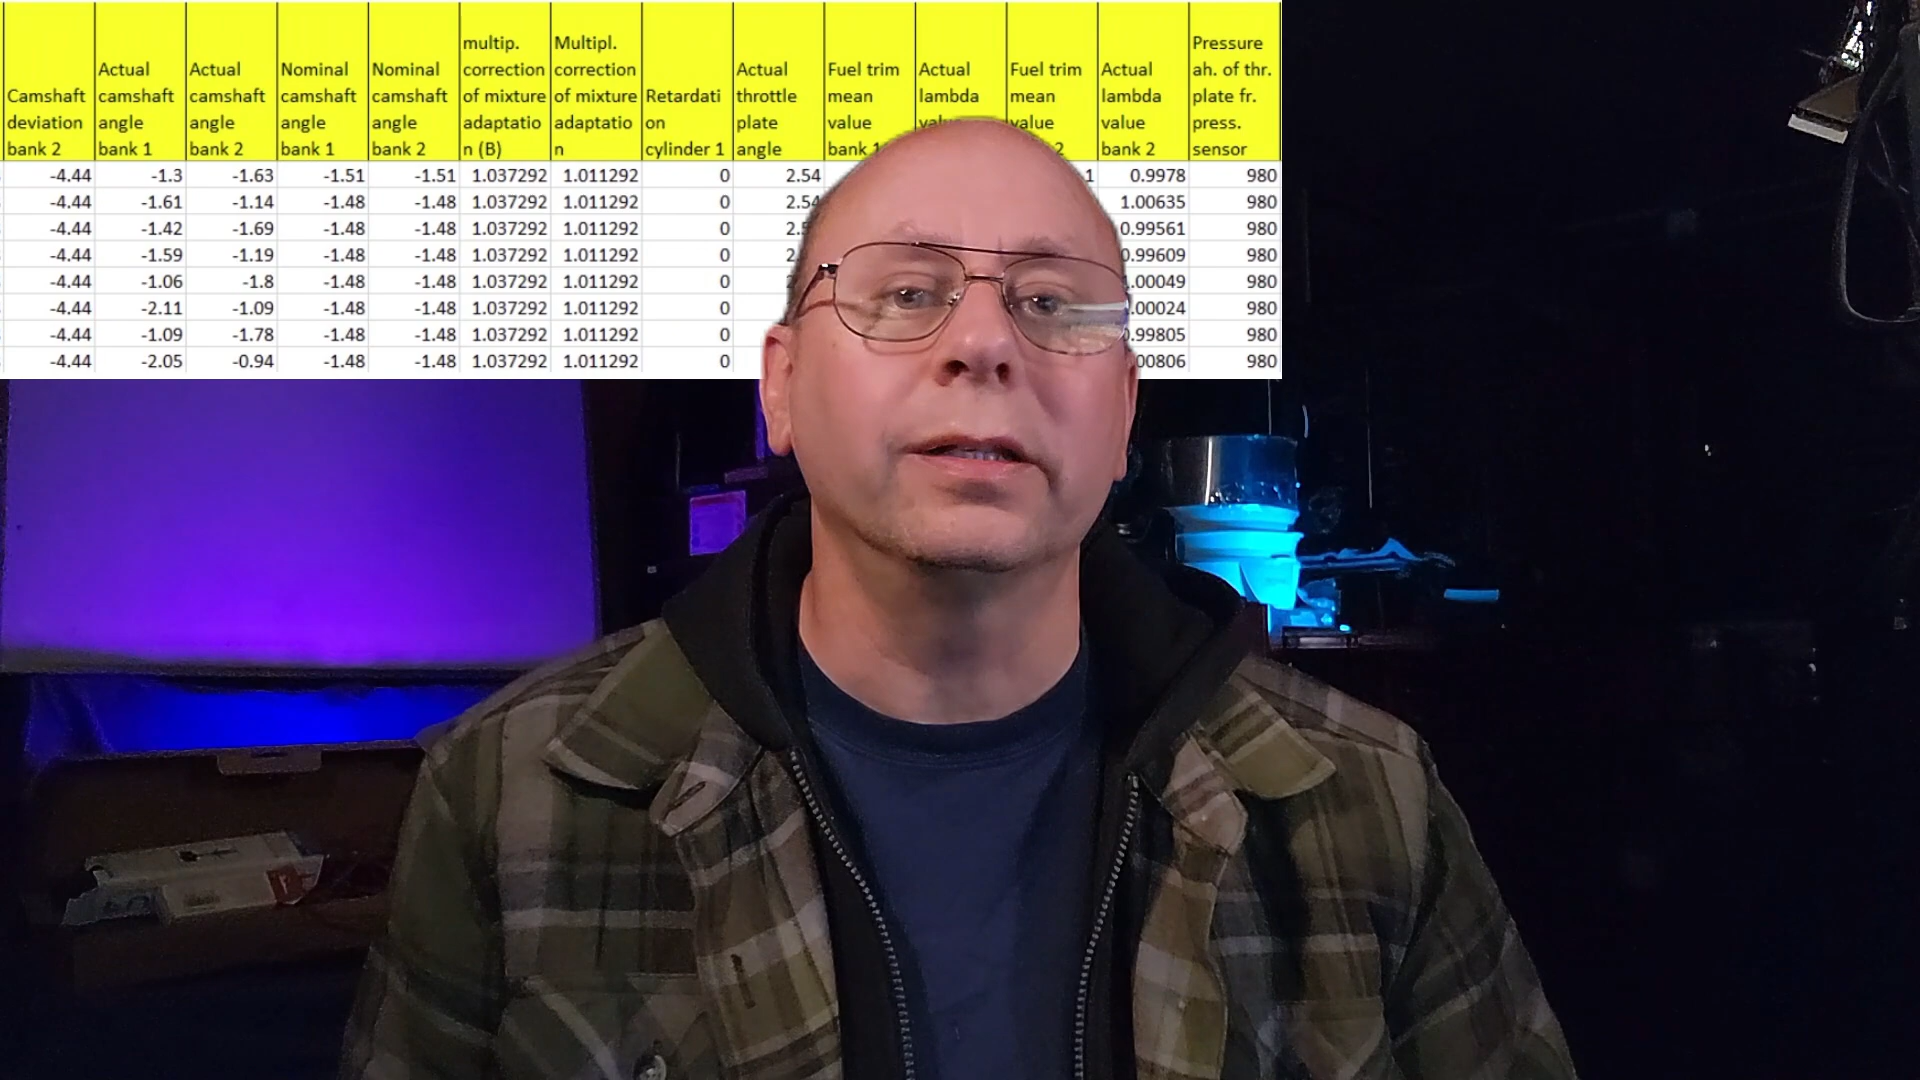 Camshaft deviation bank 2 | Actual camshaft angle bank 1 | Actual camshaft angle bank 2 | Nominal camshaft angle bank 1 | Nominal camshaft angle bank 2 | multip. correction of mixture adaptatio n (B) | Multipl. correction of mixture adaptatio n | Retardati on cylinder 1 | Actual throttle plate angle | Fuel trim mean value bank 1 | Actual lambda | Fuel trim mean value 2 | Actual lambda value bank 2 | Pressure ah. of thr. plate fr. press. sensor
-4.44 -1.3 -1.63 -1.51 -1.51 1.037292 1.011292 0 2.54 1 0.9978 980
-4.44 -1.61 -1.14 -1.48 -1.48 1.037292 1.011292 0 2.54 1.00635 980
-4.44 -1.42 -1.69 -1.48 -1.48 1.037292 1.011292 0 0.99561 980
-4.44 -1.59 -1.19 -1.48 -1.48 1.037292 1.011292 0 0.99609 980
-4.44 -1.06 -1.8 -1.48 -1.48 1.037292 1.011292 0 .00049 980
-4.44 -2.11 -1.09 -1.48 -1.48 1.037292 1.011292 0 .00024 980
-4.44 -1.09 -1.78 -1.48 -1.48 1.037292 1.011292 0 .99805 980
-4.44 -2.05 -0.94 -1.48 -1.48 1.037292 1.011292 0 00806 980